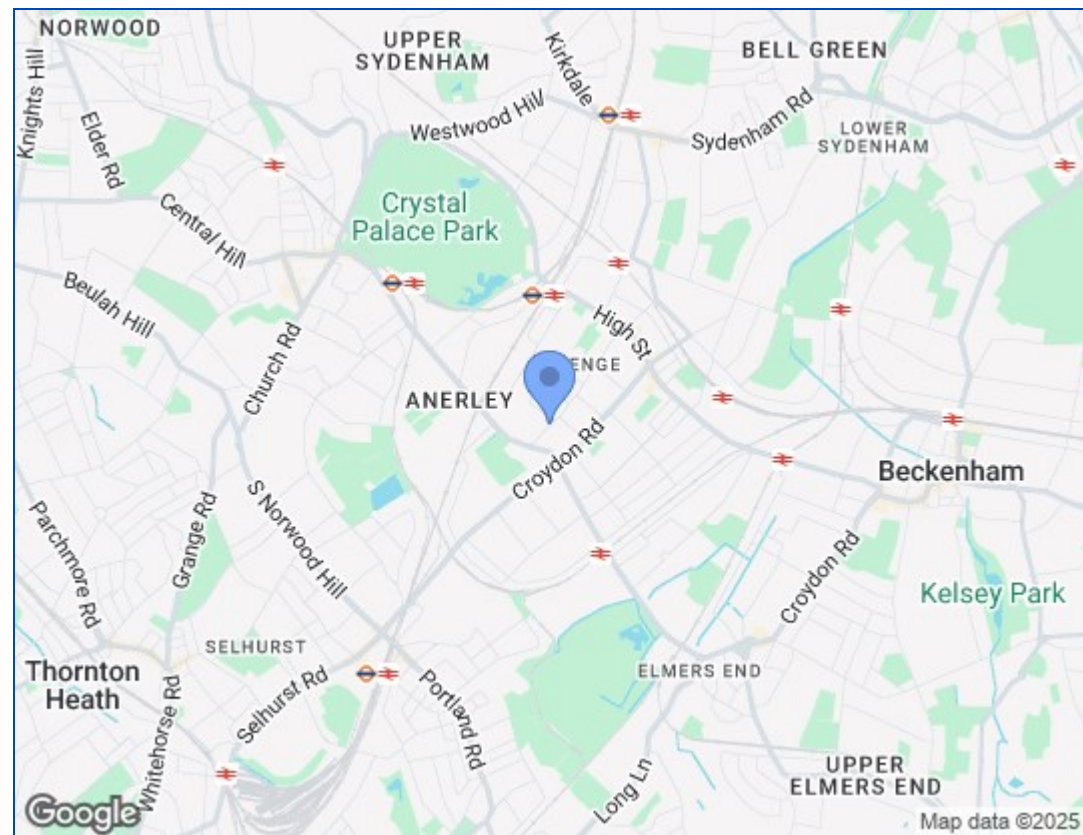 NORWOOD
UPPER
SYDENHAM
Kirkdale
BELL GREEN
Knights Hill
Elder Rd
Westwood Hill
Sydenham Rd
LOWER
SYDENHAM
Crystal
Palace Park
Central Hill
Beulah Hill
Church Rd
High St
ENGE
ANERLEY
Croydon Rd
Beckenham
S Norwood Hill
Grange Rd
Parchmore Rd
Croydon Rd
Kelsey Park
SELHURST
Thornton
Heath
Selhurst Rd
Whitehorse Rd
Portland Rd
ELMERS END
Long Ln
UPPER
ELMERS END
Google
Map data ©2025